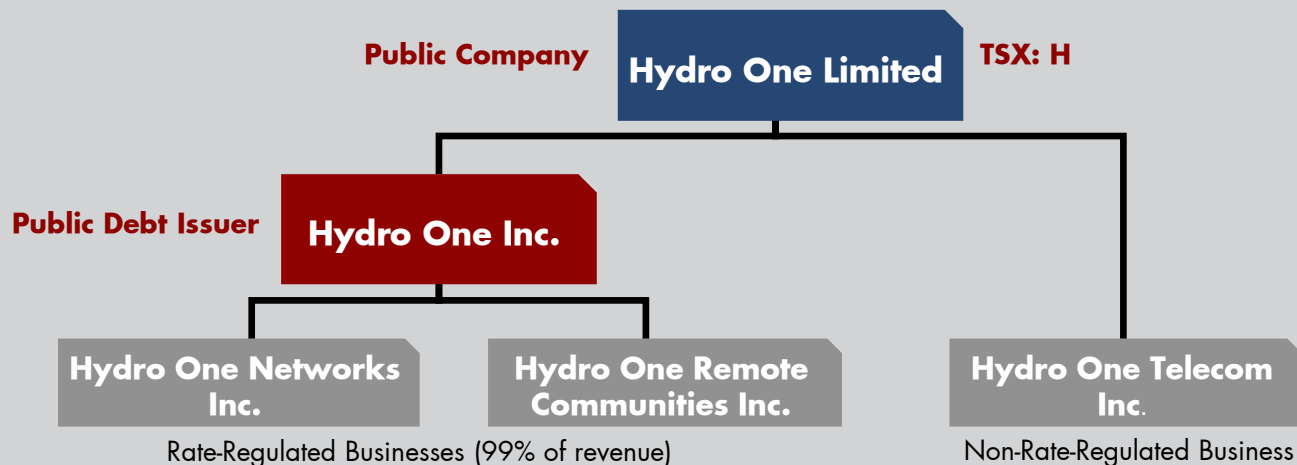 Public Company
Hydro One Limited
TSX: H
Public Debt Issuer
Hydro One Inc.
Hydro One Networks
Inc.
Hydro One Remote
Communities Inc.
Hydro One Telecom
Inc.
Rate-Regulated Businesses (99% of revenue)
Non-Rate-Regulated Business